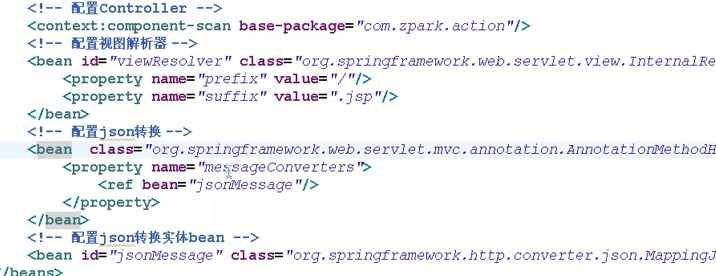 <!-- 配置Controller -->
<context:component-scan base-package="com.zpark.action"/>
<!-- 配置视图解析器 -->
<bean id="viewResolver" class="org.springframework.web.servlet.view.InternalRe
<property name="prefix" value="/"/>
<property name="suffix" value=".jsp"/>
</bean>
<!-- 配置json转换 -->
<bean  class="org.springframework.web.servlet.mvc.annotation.AnnotationMethodH
<property name="messageConverters">
<ref bean="jsonMessage"/>
</property>
</bean>
<!-- 配置json转换实体bean -->
<bean id="jsonMessage" class="org.springframework.http.converter.json.MappingJ
</beans>